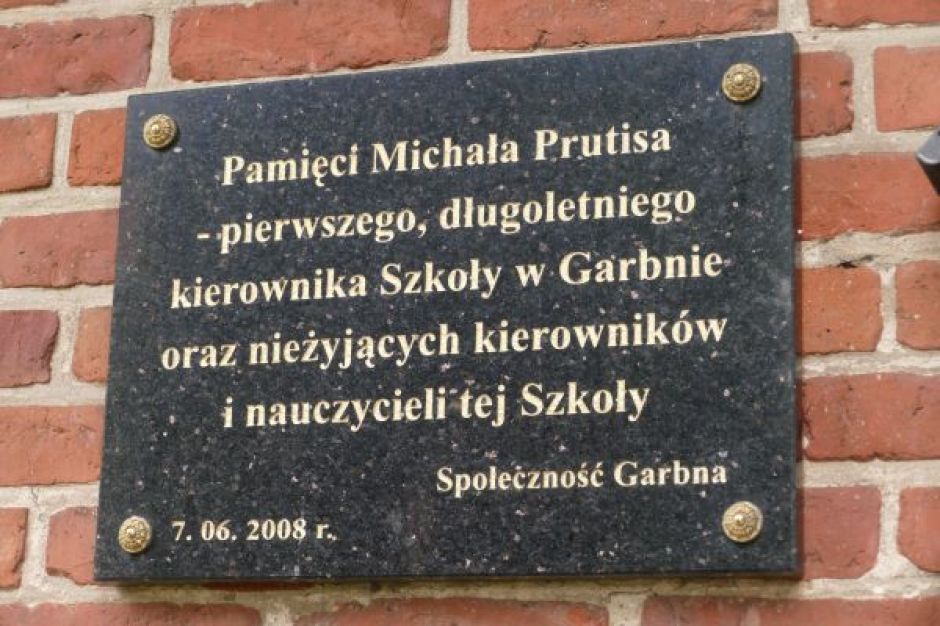 Pamięci Michała Prutisa
- pierwszego, długoletniego
kierownika Szkoły w Garbnie
oraz nieżyjących kierowników
i nauczycieli tej Szkoły
Społeczność Garbna
7. 06. 2008 r.